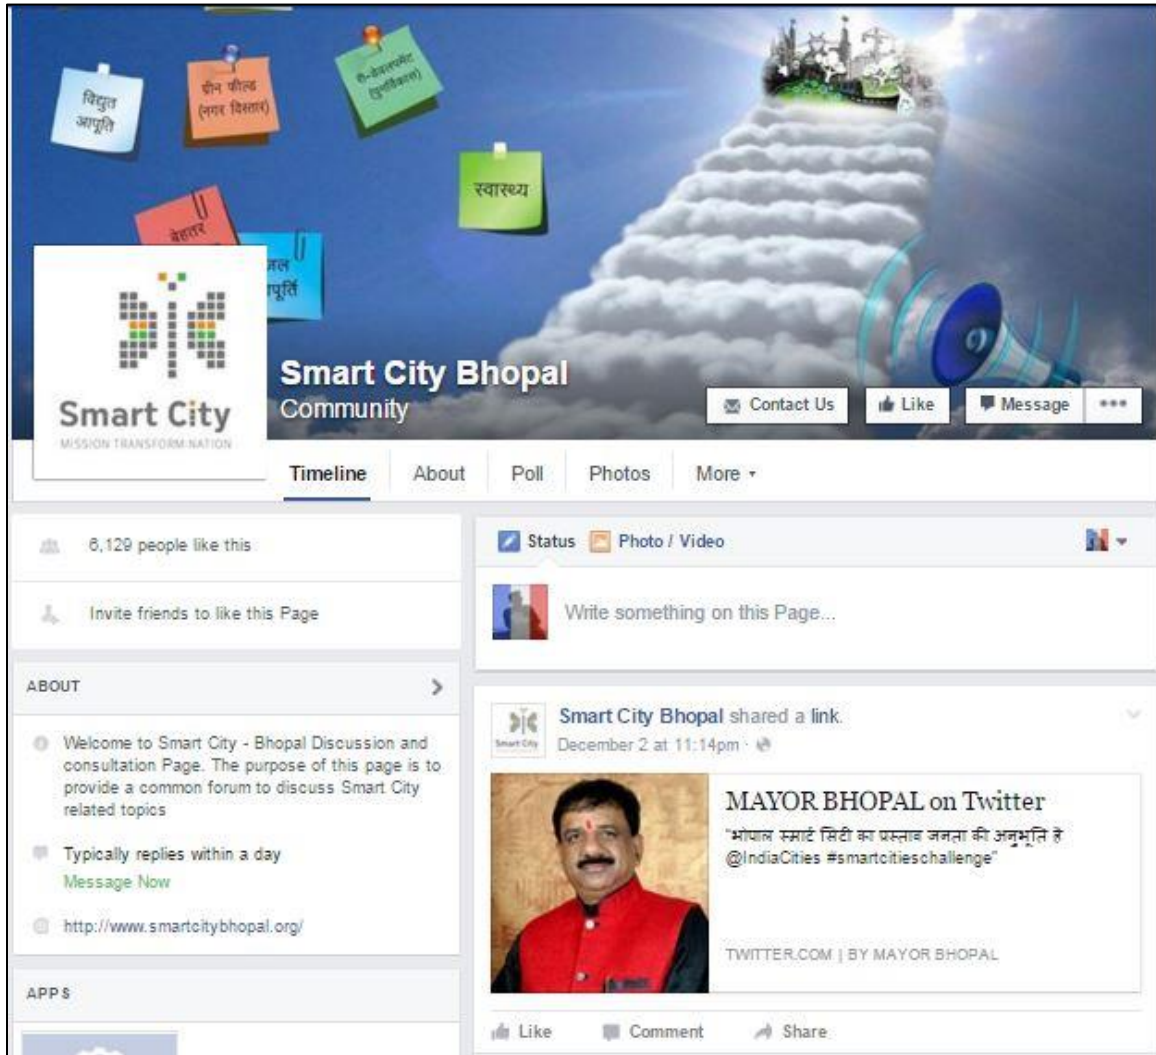 विद्युत
आपूर्ति
ग्रीन फील्ड
(नगर विस्तार)
री-डेवलपमेंट
(पुनर्विकास)
स्वास्थ्य
बेहतर
जल
पूर्ति
Smart City
MISSION TRANSFORM-NATION
Smart City Bhopal
Community
Contact Us
Like
Message
Timeline
About
Poll
Photos
More
6,129 people like this
Invite friends to like this Page
ABOUT
Welcome to Smart City - Bhopal Discussion and
consultation Page. The purpose of this page is to
provide a common forum to discuss Smart City
related topics
Typically replies within a day
Message Now
http://www.smartcitybhopal.org/
APPS
Status
Photo / Video
Write something on this Page...
Smart City Bhopal shared a link.
Smart City
December 2 at 11:14pm ·
MAYOR BHOPAL on Twitter
"भोपाल स्मार्ट सिटी का प्रस्ताव जनता की अनुभूति है
@IndiaCities #smartcitieschallenge"
TWITTER.COM | BY MAYOR BHOPAL
Like
Comment
Share